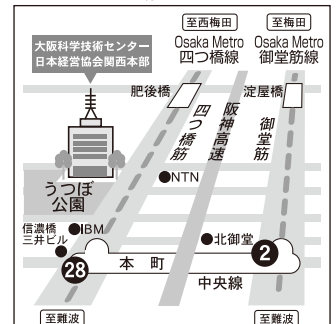 至西梅田
至梅田
大阪科学技術センター
日本経営協会関西本部
Osaka Metro
四つ橋線
Osaka Metro
御堂筋線
肥後橋
淀屋橋
四つ橋筋
阪神高速
御堂筋
うつぼ
公園
NTN
信濃橋
三井ビル
IBM
北御堂
28
本町
2
中央線
至難波
至難波